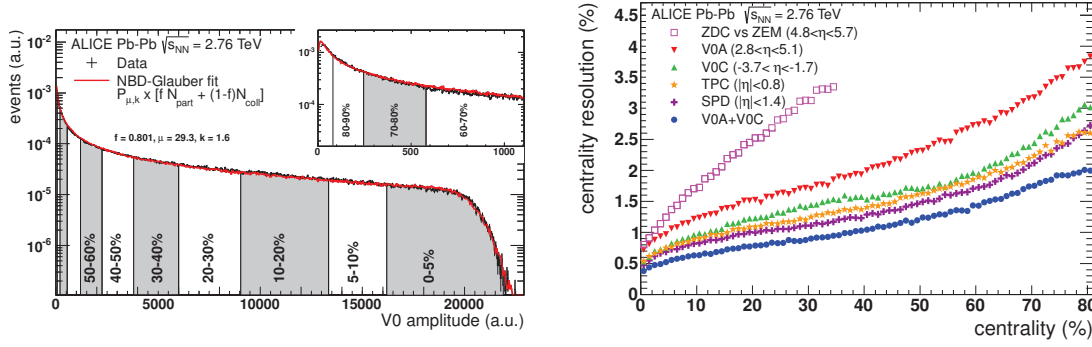 ALICE Pb-Pb √sNN = 2.76 TeV
Data
NBD-Glauber fit
Pμ,k x [f Npart + (1-f)Ncoll]
f = 0.801, μ = 29.3, k = 1.6
events (a.u.)
10-2
10-3
10-4
10-5
10-6
50-60%
40-50%
30-40%
20-30%
10-20%
5-10%
0-5%
0 5000 10000 15000 20000
V0 amplitude (a.u.)
10-3
10-4
80-90%
70-80%
60-70%
0 500 1000
ALICE Pb-Pb √sNN = 2.76 TeV
ZDC vs ZEM (4.8<η<5.7)
V0A (2.8<η<5.1)
V0C (-3.7< η<-1.7)
TPC (|η|<0.8)
SPD (|η|<1.4)
V0A+V0C
centrality resolution (%)
4.5
4
3.5
3
2.5
2
1.5
1
0.5
0
0 10 20 30 40 50 60 70 80
centrality (%)